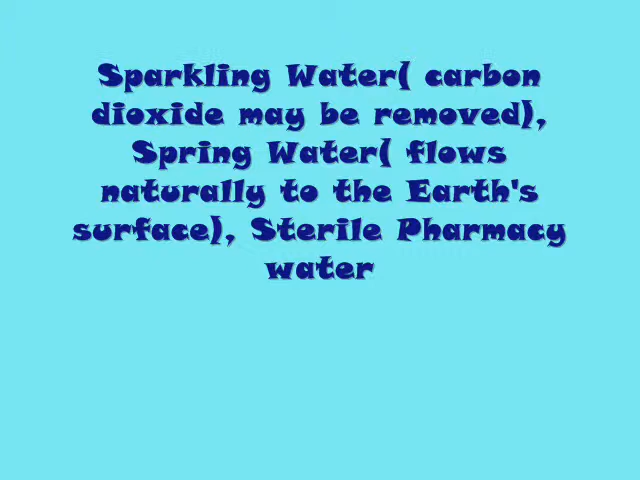 Sparkling Water( carbon
dioxide may be removed),
Spring Water( flows
naturally to the Earth's
surface), Sterile Pharmacy
water